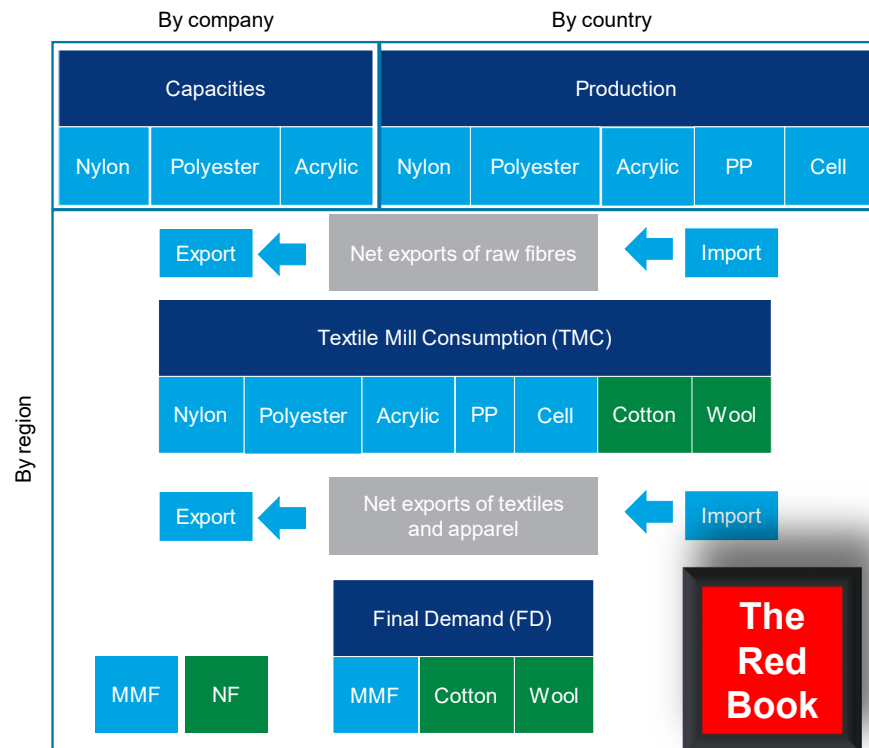 By company
By country
Capacities
Production
Nylon
Polyester
Acrylic
Nylon
Polyester
Acrylic
PP
Cell
Export
Net exports of raw fibres
Import
Textile Mill Consumption (TMC)
Nylon
Polyester
Acrylic
PP
Cell
Cotton
Wool
By region
Export
Net exports of textiles
and apparel
Import
Final Demand (FD)
MMF
NF
MMF
Cotton
Wool
The
Red
Book